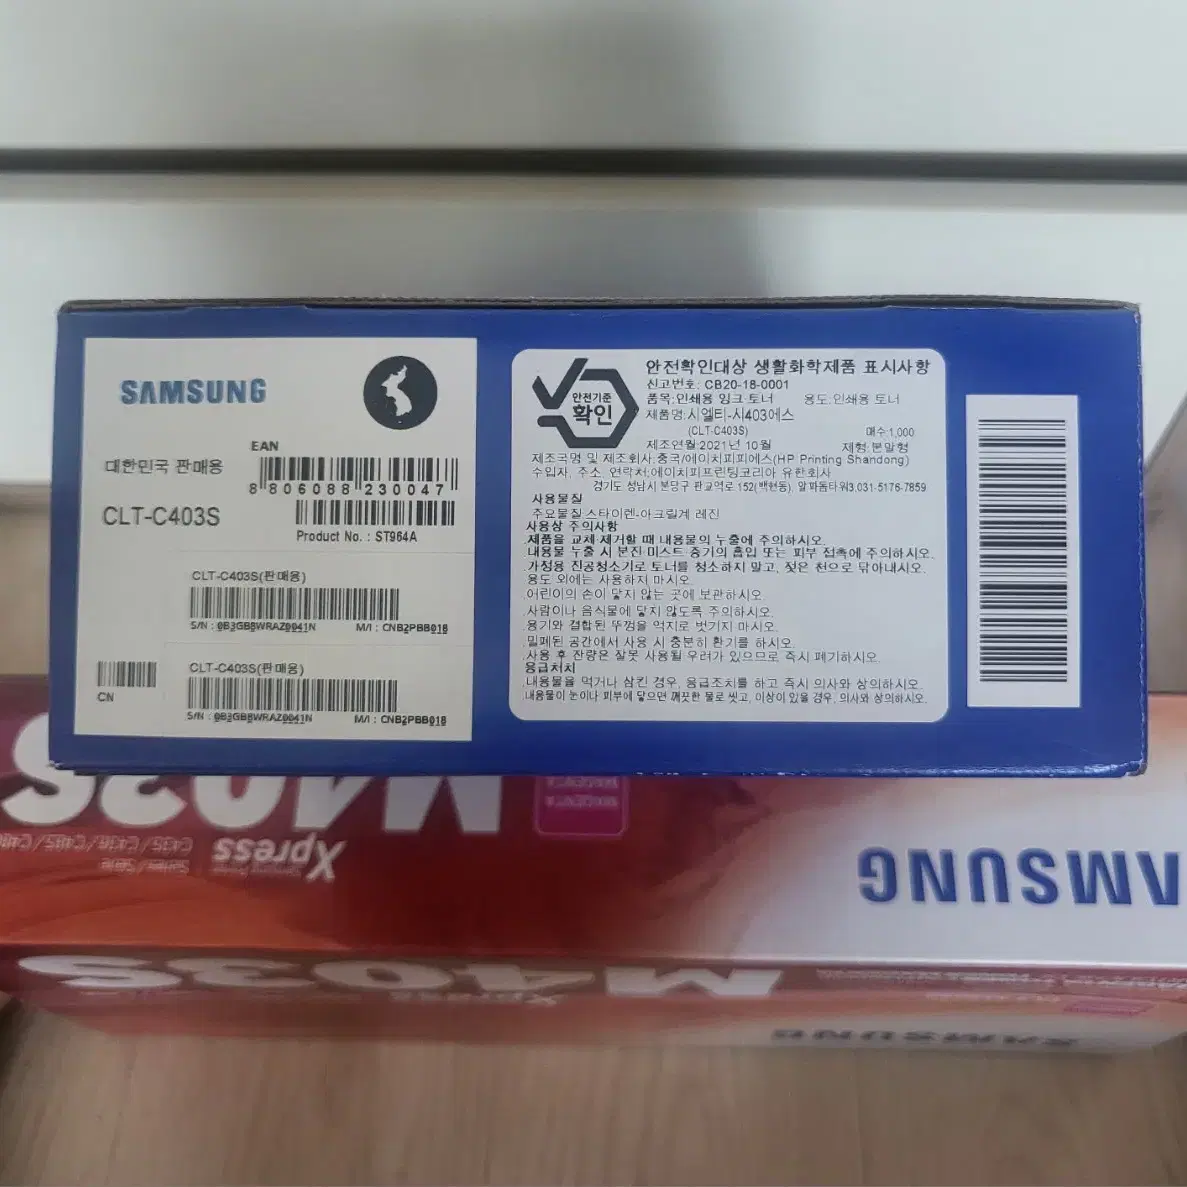 SAMSUNG
EAN
대한민국 판매용
8 806088 230047
CLT-C403S
Product No. : ST964A
CLT-C403S(판매용)
S/N : 0B3GB8WRAZ0041N M/I : CNB2PBB016
CLT-C403S(판매용)
CN
S/N : 0B3GB8WRAZ0041N M/I : CNB2PBB016
안전기준
확인
안전확인대상 생활화학제품 표시사항
신고번호: CB20-18-0001
품목:인쇄용 잉크·토너 용도:인쇄용 토너
제품명:시엘티-시403에스
(CLT-C403S) 매수:1,000
제조연월:2021년 10월 제형:분말형
제조국명 및 제조회사:중국/에이치피피에스(HP Printing Shandong)
수입자, 주소, 연락처:에이치피프린팅코리아 유한회사
경기도 성남시 분당구 판교역로 152(백현동), 알파돔타워3,031-5176-7859
사용물질
주요물질:스타이렌-아크릴계 레진
사용상 주의사항
제품을 교체·제거할 때 내용물의 누출에 주의하시오.
내용물 누출 시 분진·미스트·증기의 흡입 또는 피부 접촉에 주의하시오.
가정용 진공청소기로 토너를 청소하지 말고, 젖은 천으로 닦아내시오.
용도 외에는 사용하지 마시오.
어린이의 손이 닿지 않는 곳에 보관하시오.
사람이나 음식물에 닿지 않도록 주의하시오.
용기와 결합된 뚜껑을 억지로 벗기지 마시오.
밀폐된 공간에서 사용 시 충분히 환기를 하시오.
사용 후 잔량은 잘못 사용될 우려가 있으므로 즉시 폐기하시오.
응급처치
내용물을 먹거나 삼킨 경우, 응급조치를 하고 즉시 의사와 상의하시오.
내용물이 눈이나 피부에 닿으면 깨끗한 물로 씻고, 이상이 있을 경우, 의사와 상의하시오.
M403S
Xpress
AMSUNG
M403S
Xpress
SAMSUNG